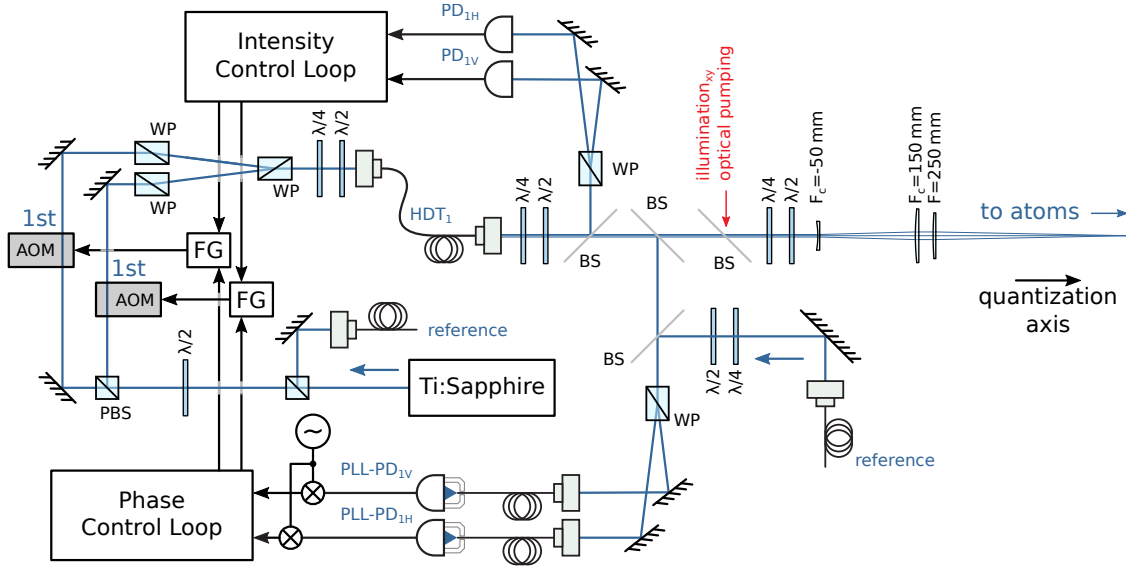 PD1H
Intensity
Control Loop
PD1V
illuminationxy
optical pumping
WP
λ/4
λ/2
WP
WP
WP
HDT1
λ/4
λ/2
BS
BS
BS
λ/4
λ/2
Fc=-50 mm
Fc=150 mm
F=250 mm
to atoms
1st
AOM
FG
1st
AOM
FG
quantization
axis
reference
λ/2
PBS
Ti:Sapphire
BS
λ/2
λ/4
WP
reference
~
PLL-PD1V
Phase
Control Loop
PLL-PD1H